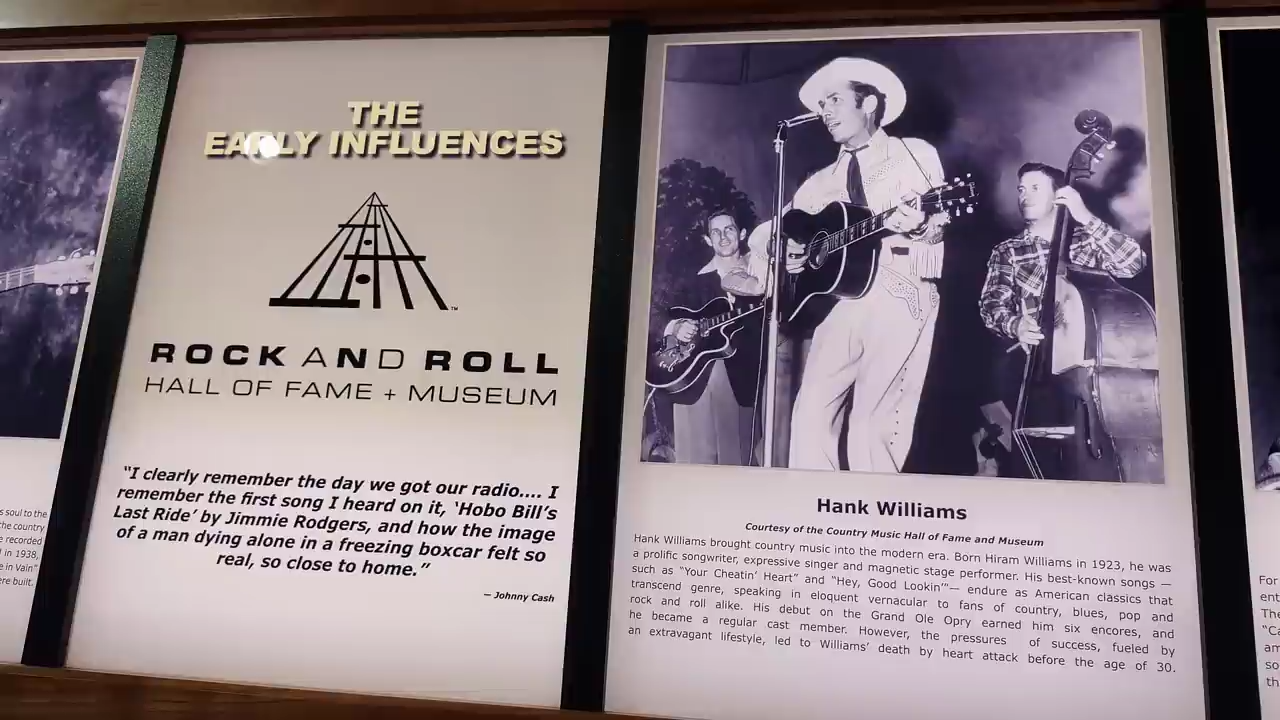 s soul to the
he country
e recorded
l in 1938,
e in Vain”
ere built.
THE
EARLY INFLUENCES
ROCK AND ROLL
HALL OF FAME + MUSEUM
“I clearly remember the day we got our radio.... I
remember the first song I heard on it, ‘Hobo Bill’s
Last Ride’ by Jimmie Rodgers, and how the image
of a man dying alone in a freezing boxcar felt so
real, so close to home.”
— Johnny Cash
Hank Williams
Courtesy of the Country Music Hall of Fame and Museum
Hank Williams brought country music into the modern era. Born Hiram Williams in 1923, he was
a prolific songwriter, expressive singer and magnetic stage performer. His best-known songs —
such as “Your Cheatin’ Heart” and “Hey, Good Lookin’”— endure as American classics that
transcend genre, speaking in eloquent vernacular to fans of country, blues, pop and
rock and roll alike. His debut on the Grand Ole Opry earned him six encores, and
he became a regular cast member. However, the pressures of success, fueled by
an extravagant lifestyle, led to Williams’ death by heart attack before the age of 30.
For
ent
The
“Ca
am
so
th